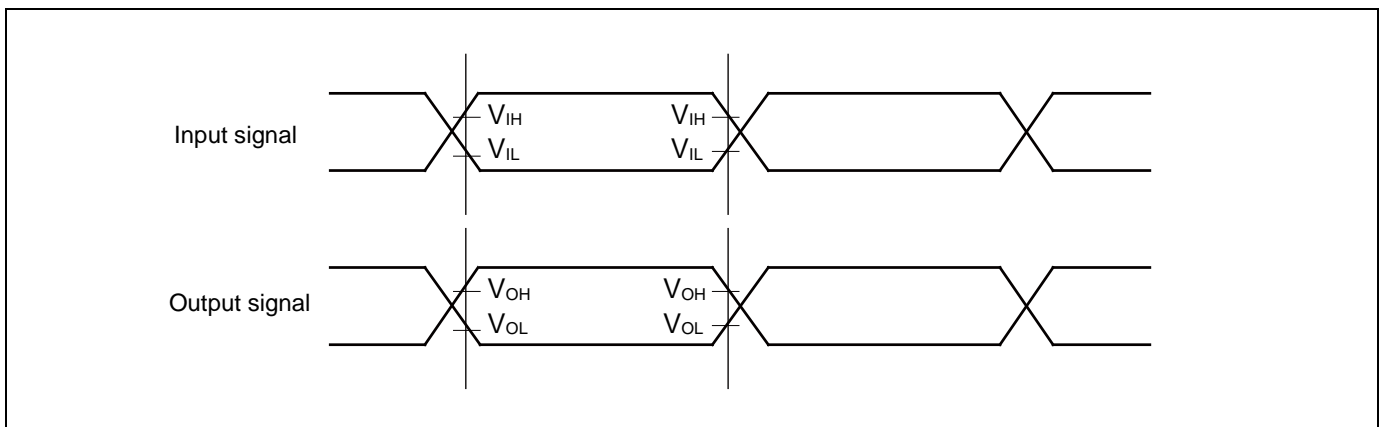 Input signal
VIH VIH
VIL VIL
Output signal
VOH VOH
VOL VOL